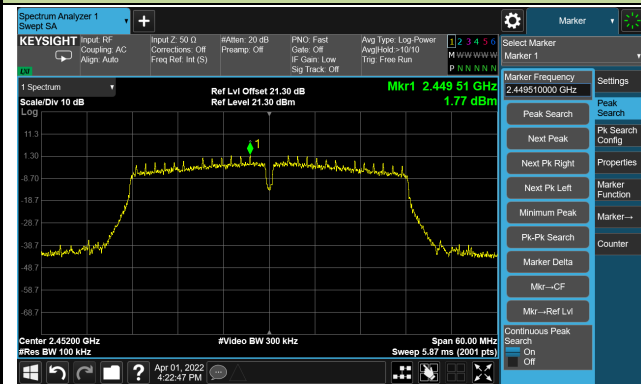 Spectrum Analyzer 1
Swept SA
Marker
KEYSIGHT
Input: RF
Coupling: AC
Align: Auto
Input Z: 50 Ω
Corrections: Off
Freq Ref: Int (S)
#Atten: 20 dB
Preamp: Off
PNO: Fast
Gate: Off
IF Gain: Low
Sig Track: Off
Avg Type: Log-Power
Avg|Hold:>10/10
Trig: Free Run
1 2 3 4 5 6
M W W W W W
P N N N N N
LXI
Select Marker
Marker 1
1 Spectrum
Scale/Div 10 dB
Ref Lvl Offset 21.30 dB
Ref Level 21.30 dBm
Mkr1 2.449 51 GHz
1.77 dBm
Log
11.3
1.30
-8.70
-18.7
-28.7
-38.7
-48.7
-58.7
-68.7
1
Center 2.45200 GHz
#Res BW 100 kHz
#Video BW 300 kHz
Span 60.00 MHz
Sweep 5.87 ms (2001 pts)
Marker Frequency
2.449510000 GHz
Peak Search
Next Peak
Next Pk Right
Next Pk Left
Minimum Peak
Pk-Pk Search
Marker Delta
Mkr→CF
Mkr→Ref Lvl
Continuous Peak
Search
On
Off
Settings
Peak
Search
Pk Search
Config
Properties
Marker
Function
Marker→
Counter
?
Apr 01, 2022
4:22:47 PM